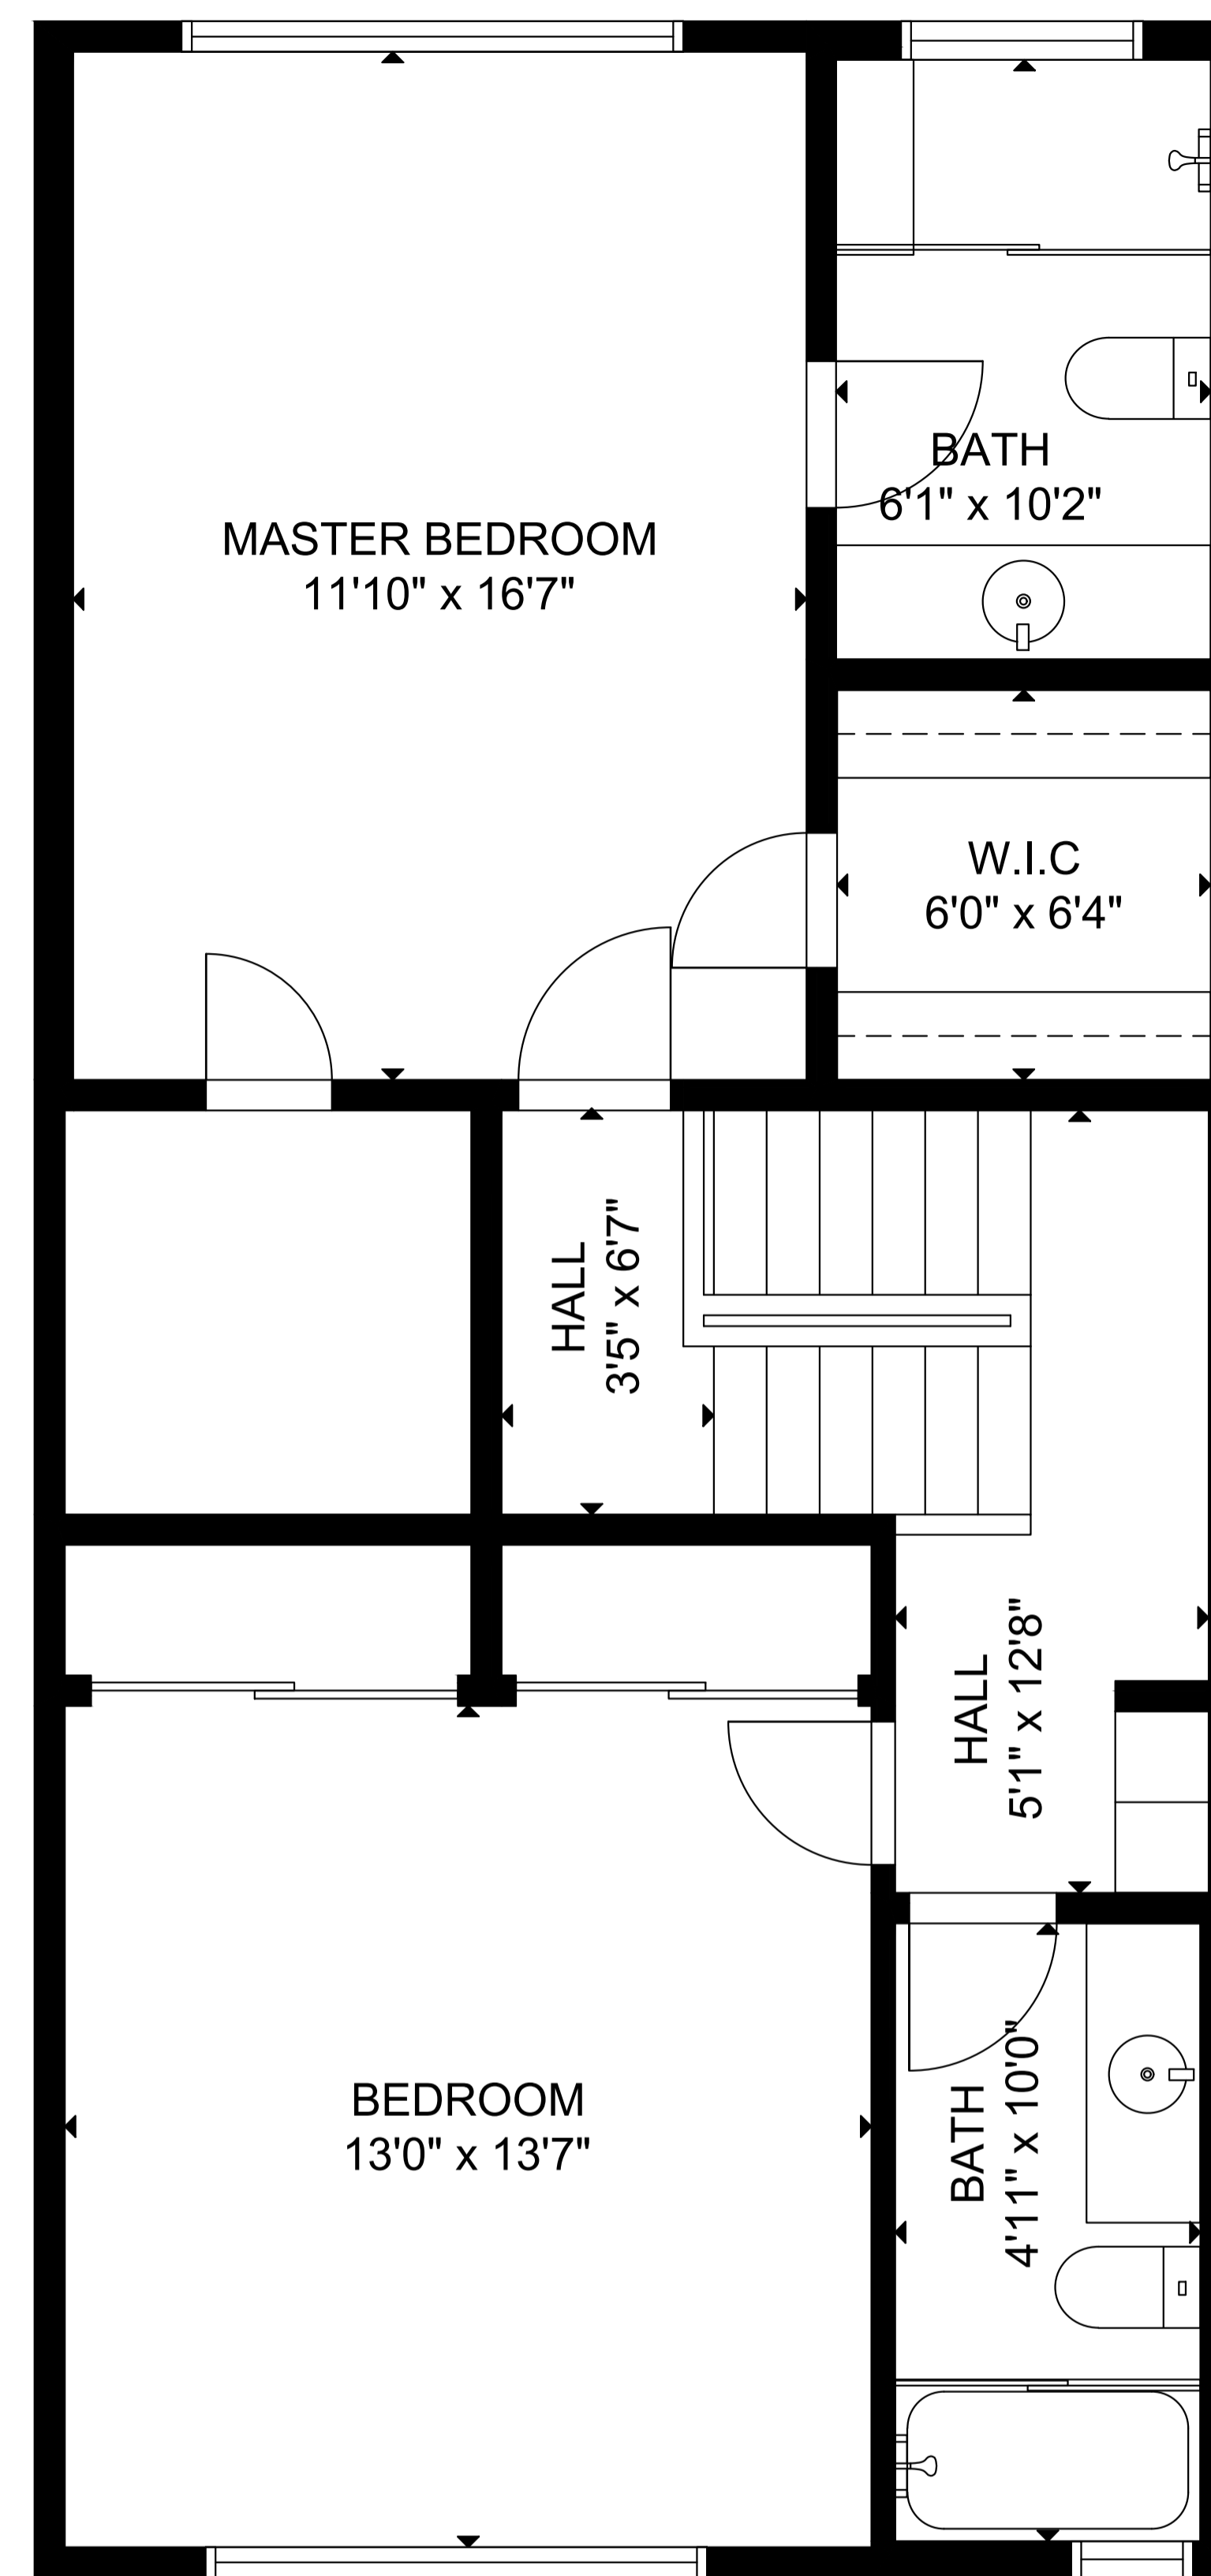 BATH
6'1" x 10'2"
MASTER BEDROOM
11'10" x 16'7"
W.I.C
6'0" x 6'4"
HALL
3'5" x 6'7"
HALL
5'1" x 12'8"
BEDROOM
13'0" x 13'7"
BATH
4'11" x 10'0"